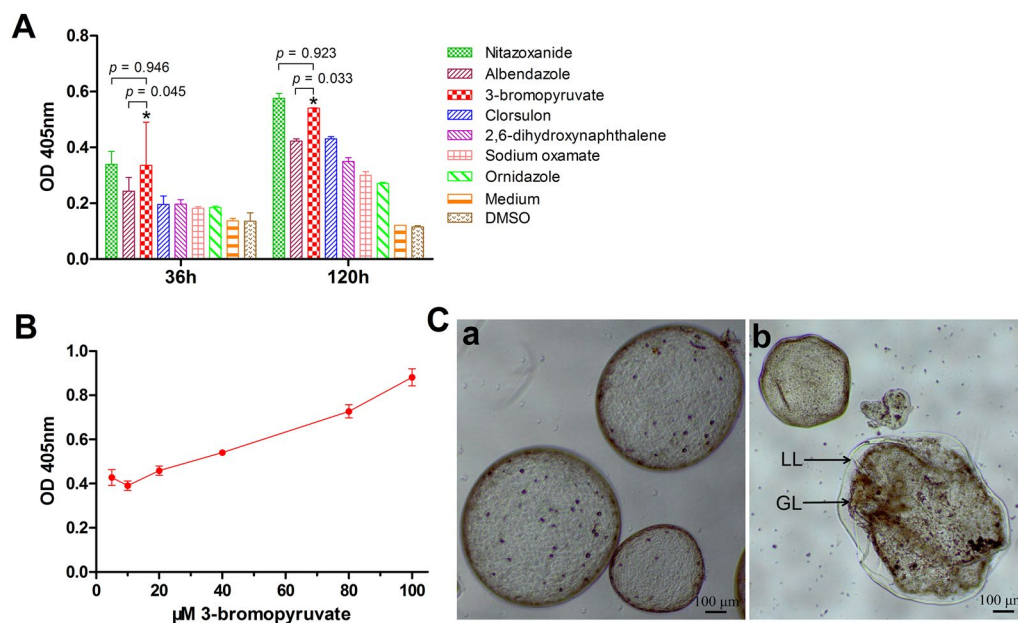 A
OD 405nm
0.8
0.6
0.4
0.2
0.0
p = 0.946
p = 0.045
*
p = 0.923
p = 0.033
*
36h
120h
Nitazoxanide
Albendazole
3-bromopyruvate
Clorsulon
2,6-dihydroxynaphthalene
Sodium oxamate
Ornidazole
Medium
DMSO
B
OD 405nm
1.0
0.8
0.6
0.4
0.2
0.0
0
20
40
60
80
100
µM 3-bromopyruvate
C
a
100 µm
b
LL
GL
100 µm